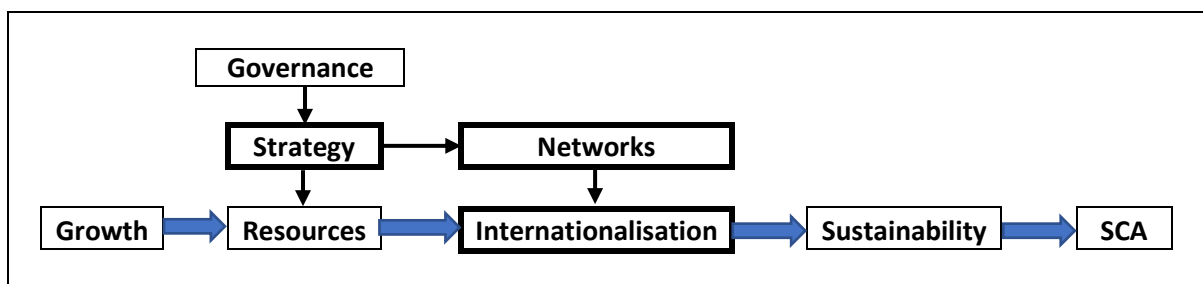 Governance
Strategy Networks
Growth Resources Internationalisation Sustainability SCA